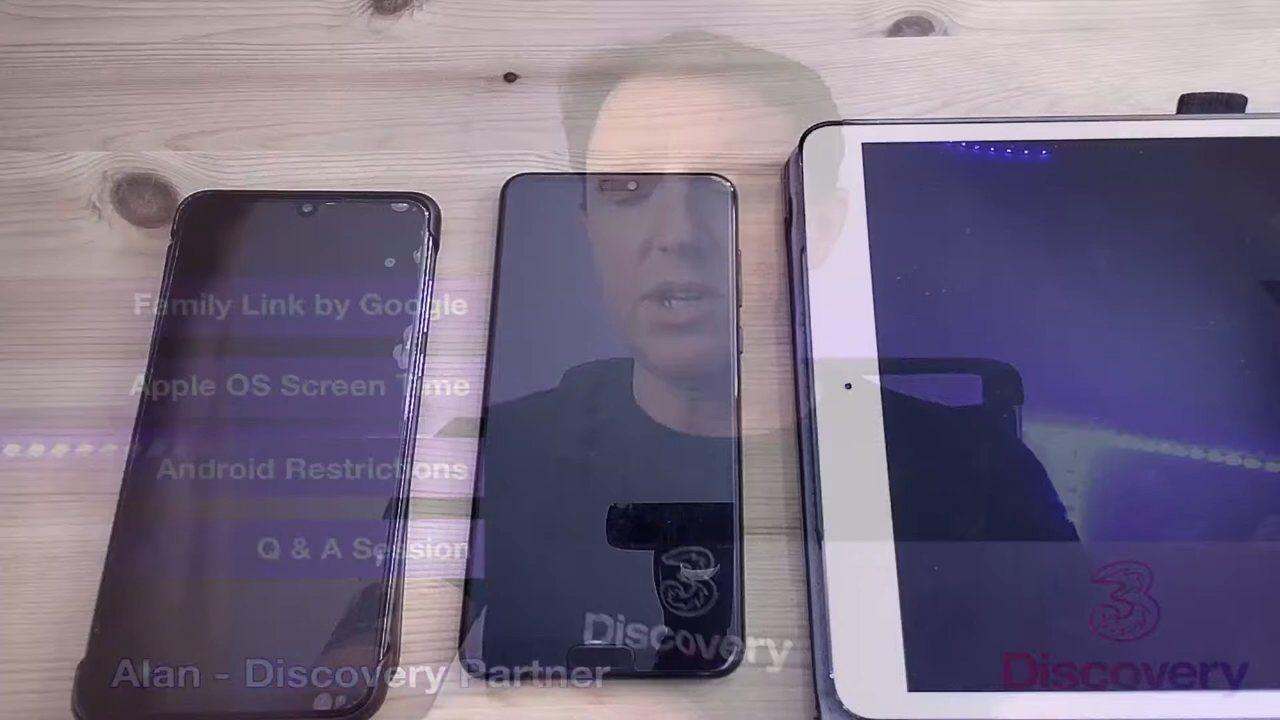 Family Link by Google
Apple OS Screen Time
Android Restrictions
Q & A Session
3
Discovery
3
Discovery
Alan - Discovery Partner